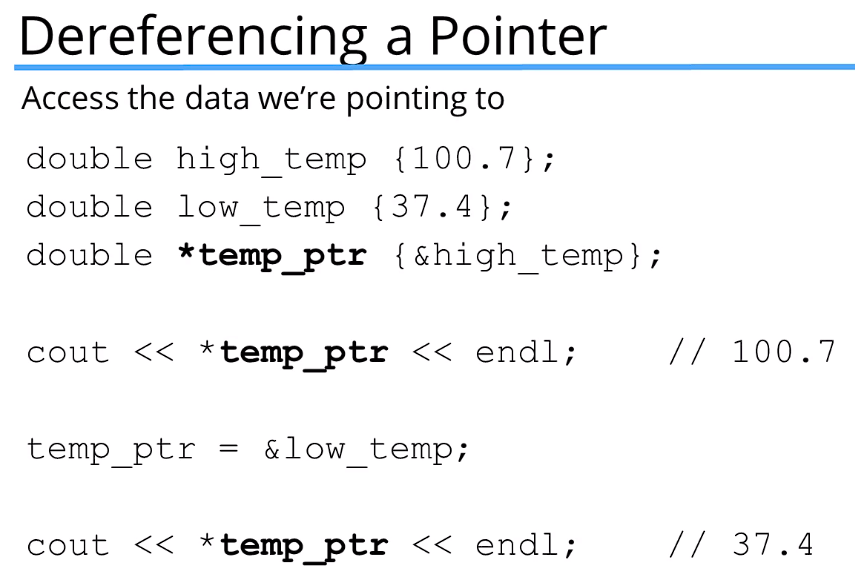 Dereferencing a Pointer
Access the data we're pointing to
double high_temp {100.7};
double low_temp {37.4};
double *temp_ptr {&high_temp};
cout << *temp_ptr << endl;    // 100.7
temp_ptr = &low_temp;
cout << *temp_ptr << endl;    // 37.4